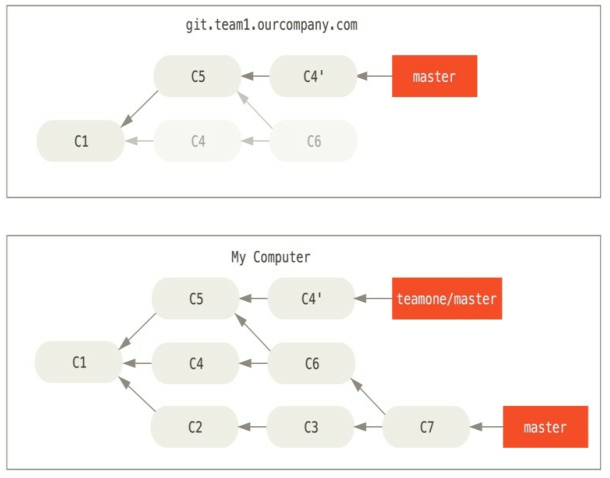 git.team1.ourcompany.com
C5 C4' master
C1 C4 C6
My Computer
C5 C4' teamone/master
C1 C4 C6
C2 C3 C7 master